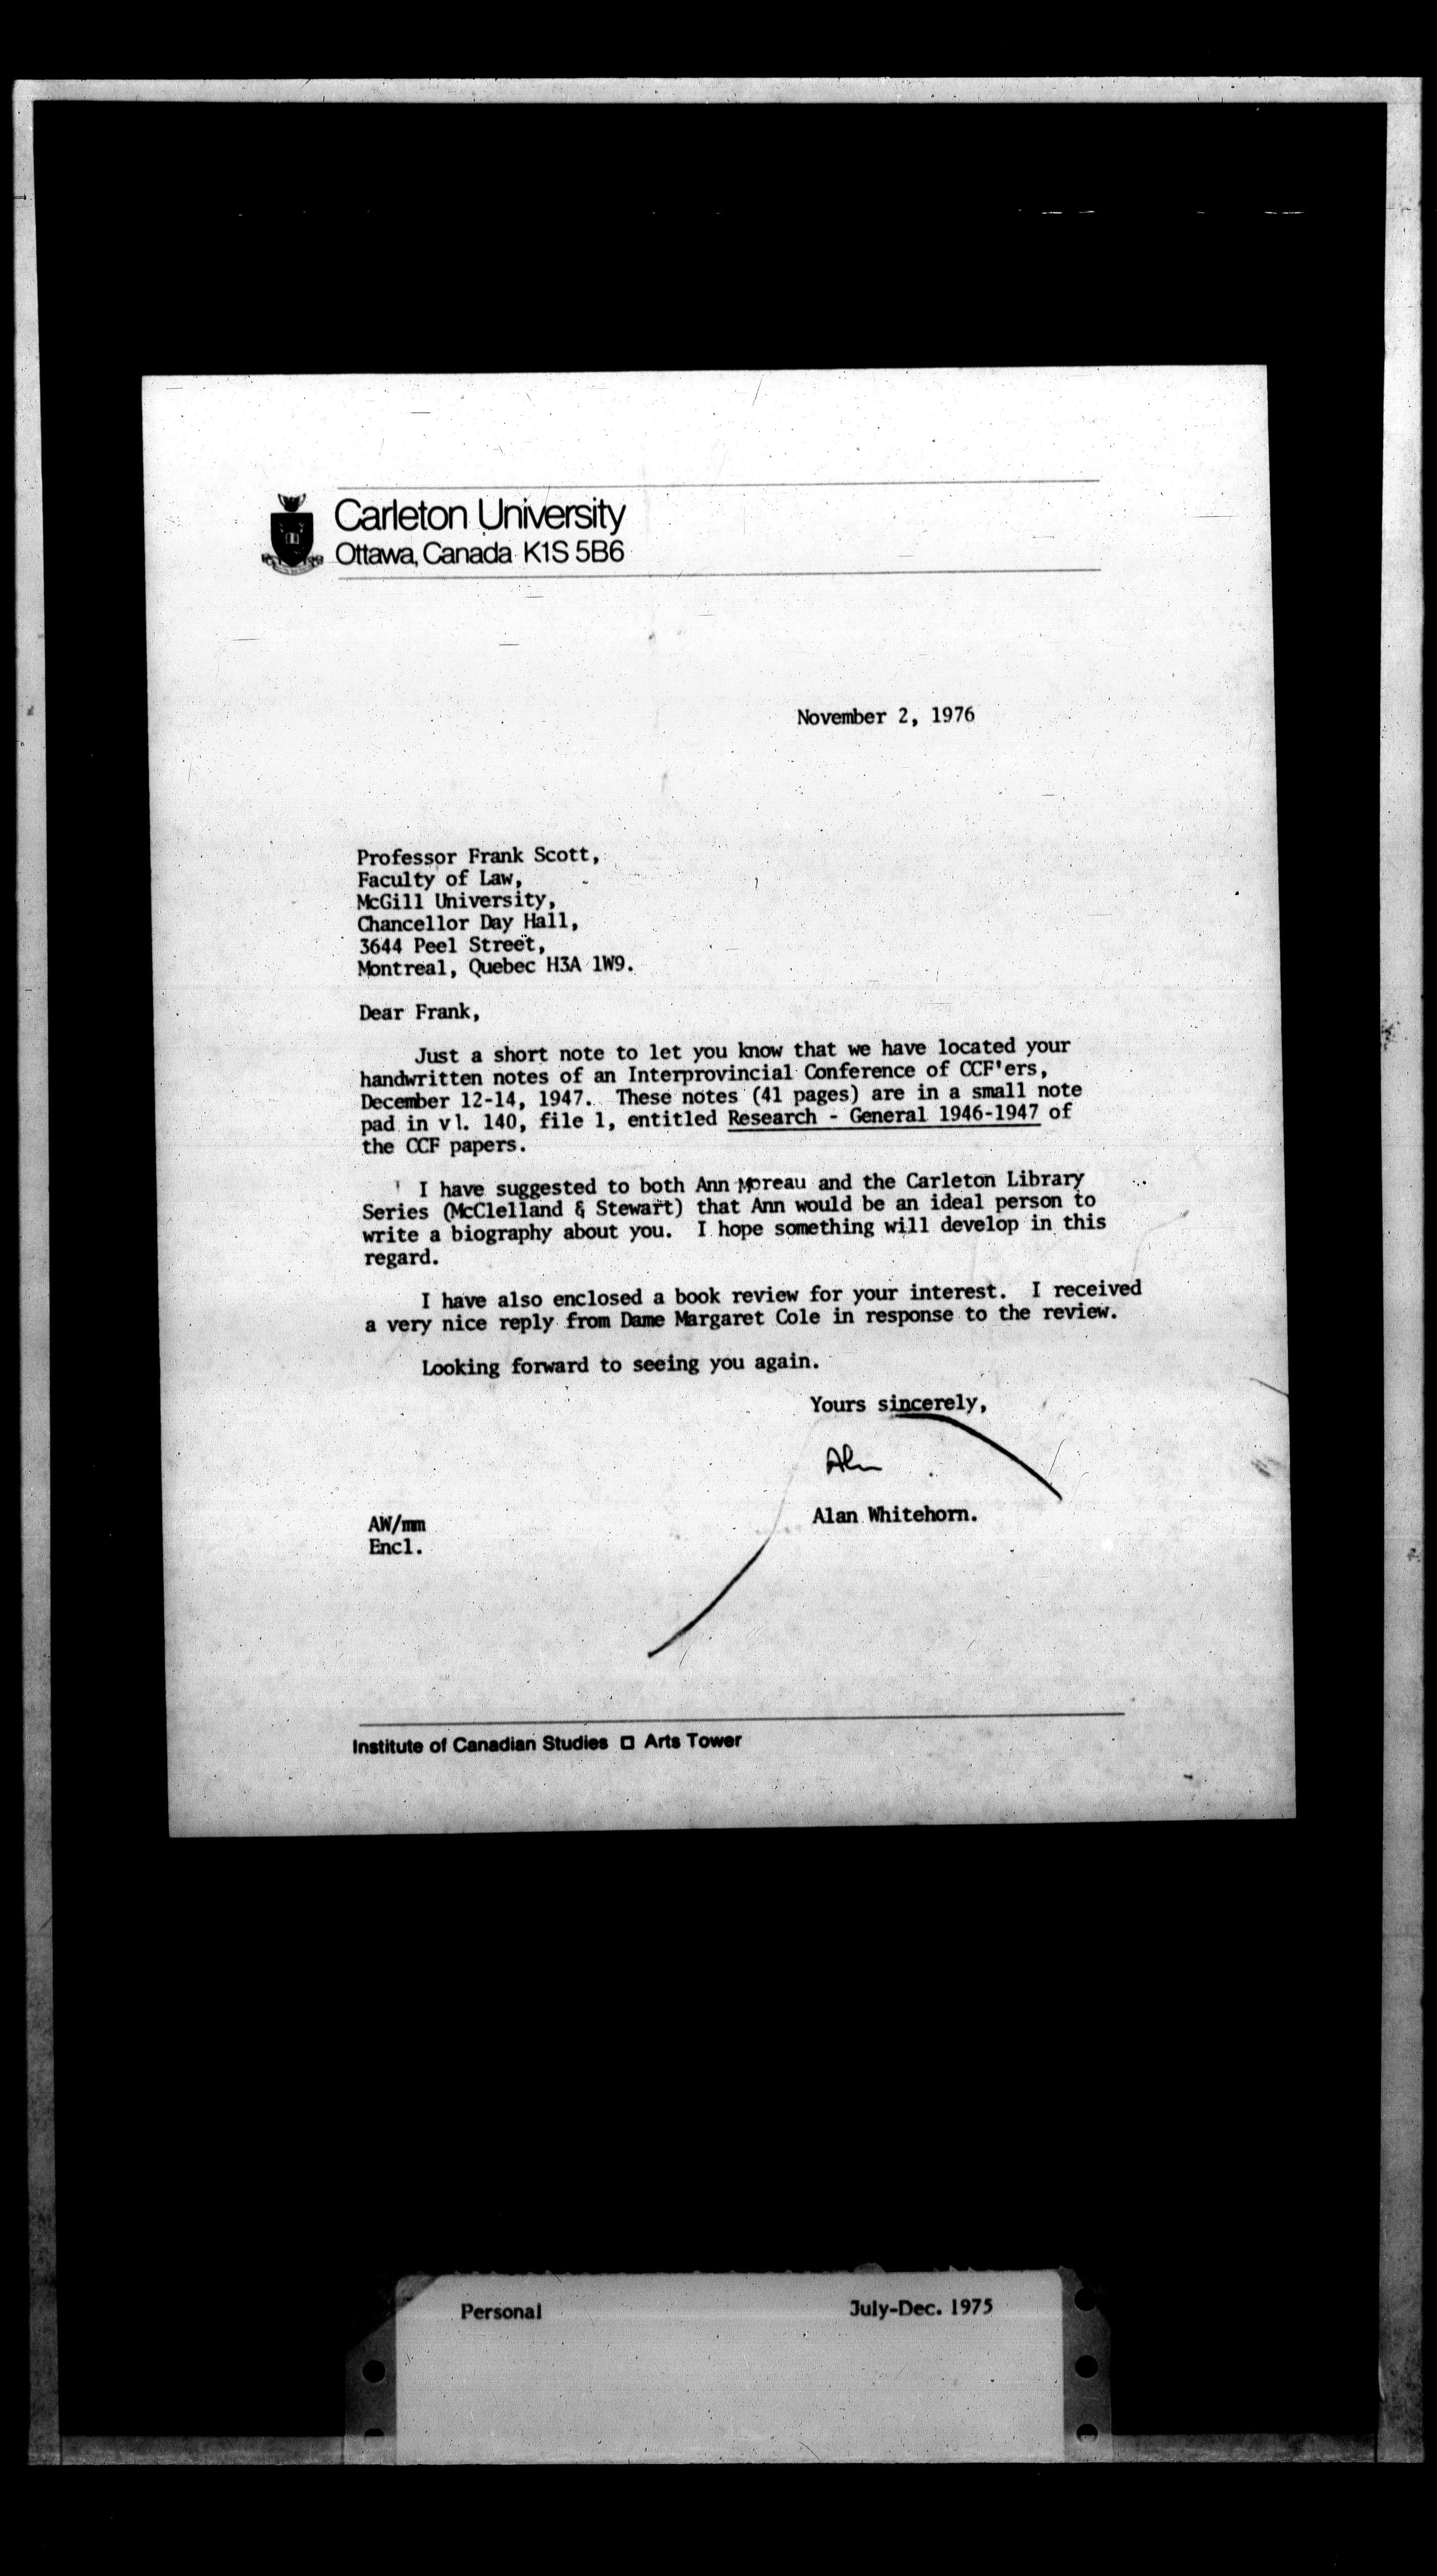 Carleton University
Ottawa, Canada K1S 5B6
November 2, 1976
Professor Frank Scott,
Faculty of Law,
McGill University,
Chancellor Day Hall,
3644 Peel Street,
Montreal, Quebec H3A 1W9.
Dear Frank,
Just a short note to let you know that we have located your
handwritten notes of an Interprovincial Conference of CCF'ers,
December 12-14, 1947. These notes (41 pages) are in a small note
pad in vl. 140, file 1, entitled Research - General 1946-1947 of
the CCF papers.
I have suggested to both Ann Moreau and the Carleton Library
Series (McClelland & Stewart) that Ann would be an ideal person to
write a biography about you. I hope something will develop in this
regard.
I have also enclosed a book review for your interest. I received
a very nice reply from Dame Margaret Cole in response to the review.
Looking forward to seeing you again.
Yours sincerely,
Alan
Alan Whitehorn.
AW/mm
Encl.
Institute of Canadian Studies □ Arts Tower
Personal July-Dec. 1975